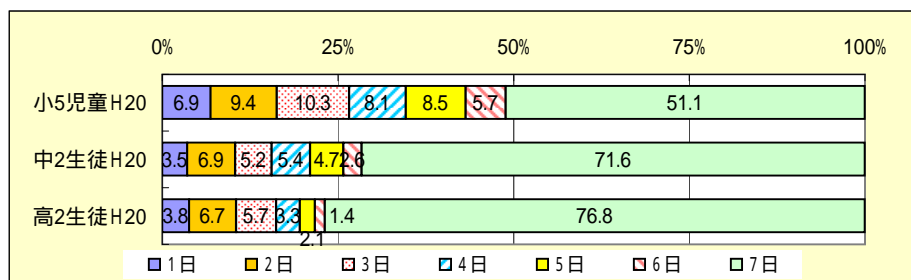 0% 25% 50% 75% 100%
小5児童H20 6.9 9.4 10.3 8.1 8.5 5.7 51.1
中2生徒H20 3.5 6.9 5.2 5.4 4.7 2.6 71.6
高2生徒H20 3.8 6.7 5.7 3.3 2.1 1.4 76.8
1日 2日 3日 4日 5日 6日 7日